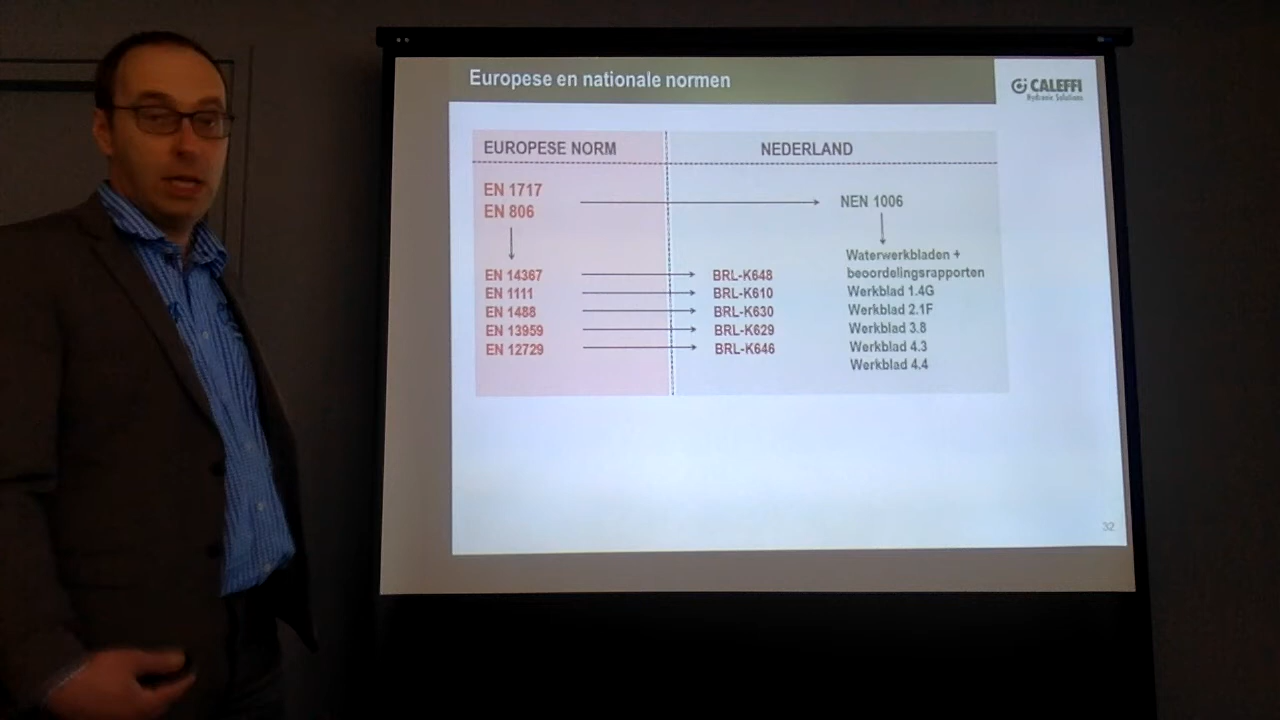 Europese en nationale normen
CALEFFI
Hydronic Solutions
EUROPESE NORM
NEDERLAND
EN 1717
EN 806
NEN 1006
Waterwerkbladen +
beoordelingsrapporten
EN 14367
BRL-K648
EN 1111
BRL-K610
Werkblad 1.4G
EN 1488
BRL-K630
Werkblad 2.1F
EN 13959
BRL-K629
Werkblad 3.8
EN 12729
BRL-K646
Werkblad 4.3
Werkblad 4.4
32